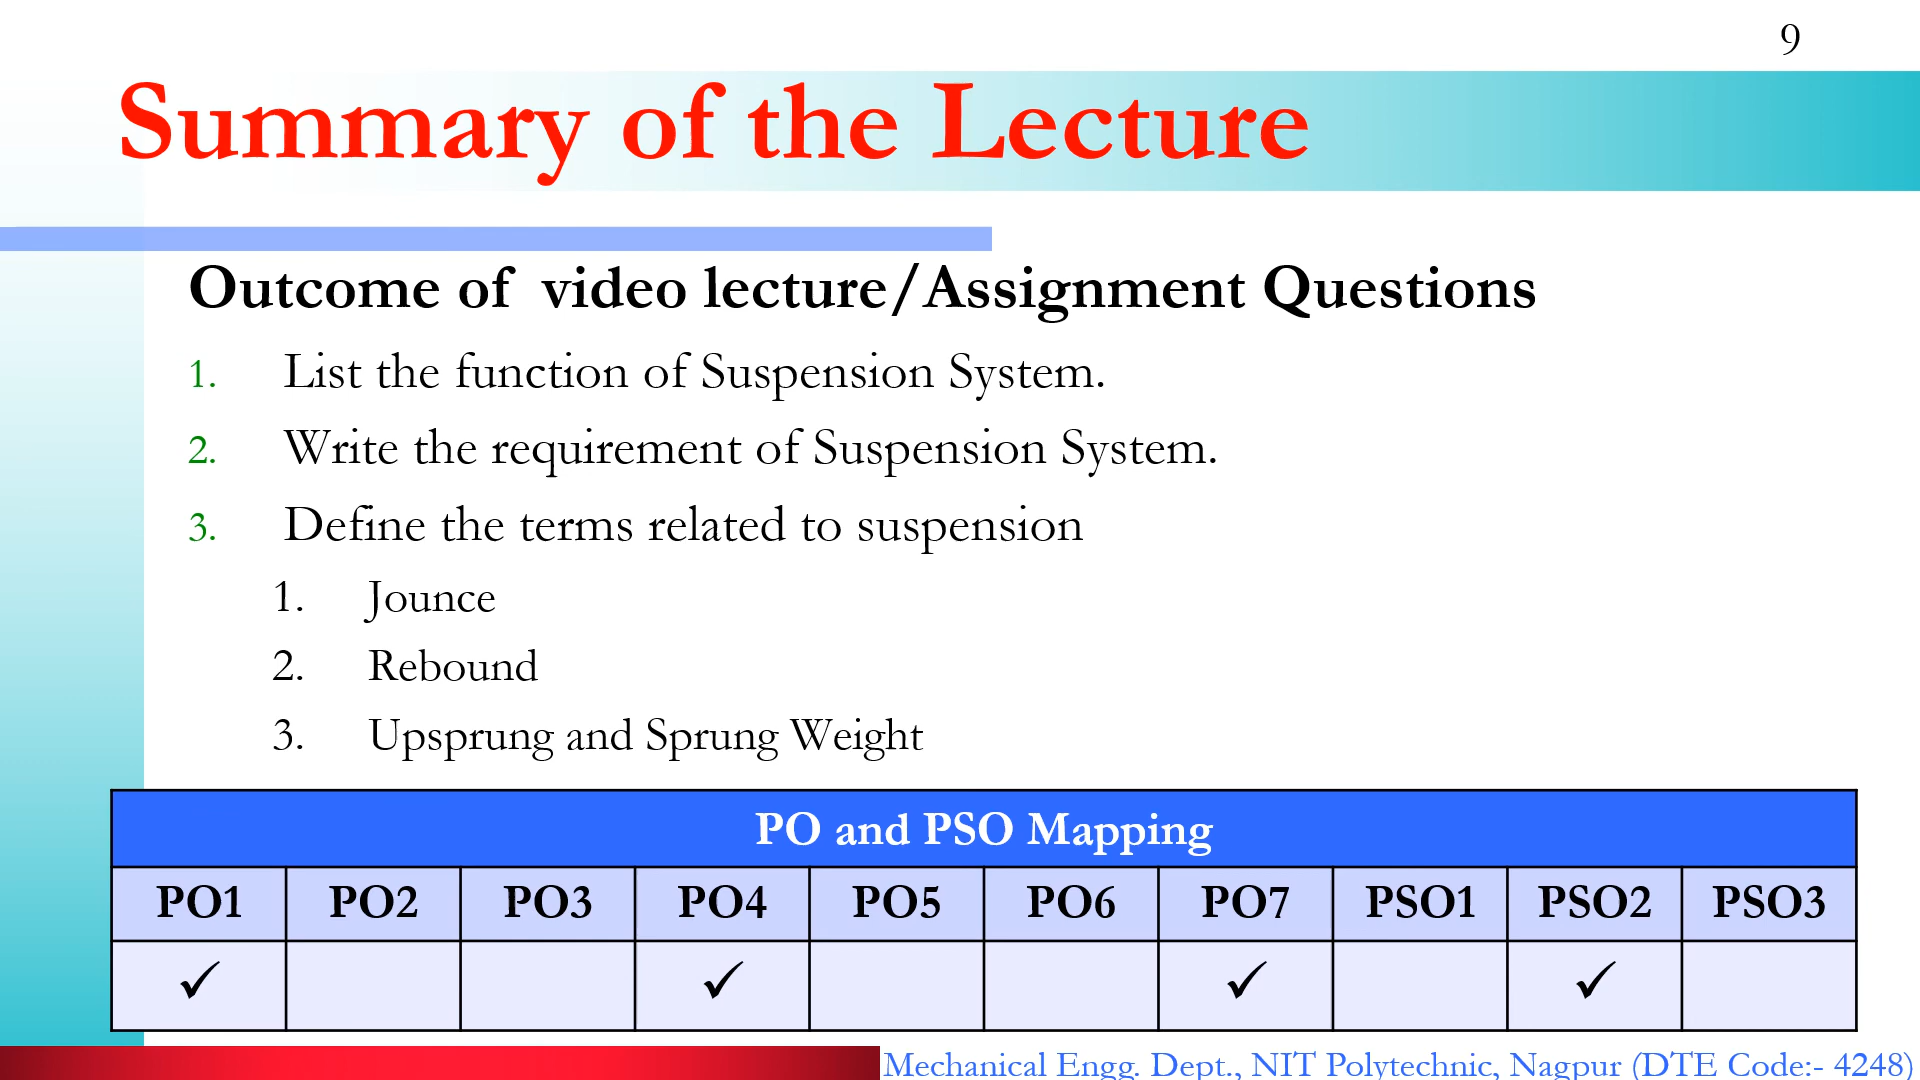 9
Summary of the Lecture
Outcome of video lecture/Assignment Questions
1. List the function of Suspension System.
2. Write the requirement of Suspension System.
3. Define the terms related to suspension
1. Jounce
2. Rebound
3. Upsprung and Sprung Weight
PO and PSO Mapping
PO1 PO2 PO3 PO4 PO5 PO6 PO7 PSO1 PSO2 PSO3
✓ ✓ ✓ ✓
Mechanical Engg. Dept., NIT Polytechnic, Nagpur (DTE Code:- 4248)